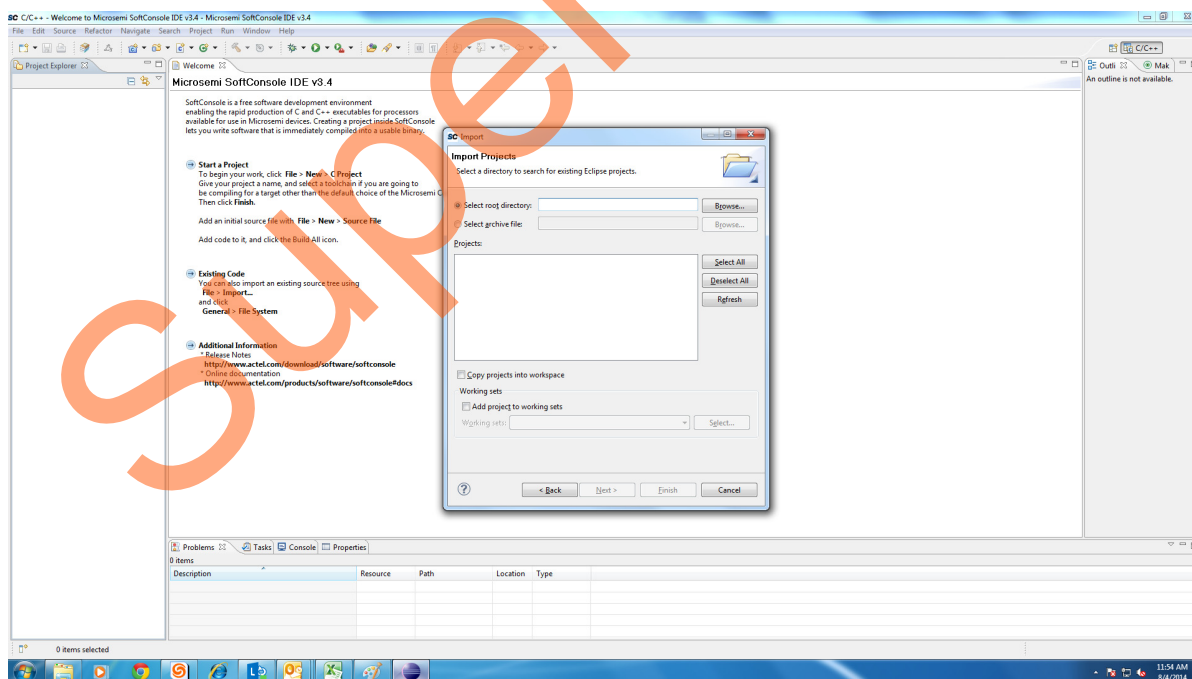 SC C/C++ - Welcome to Microsemi SoftConsole IDE v3.4 - Microsemi SoftConsole IDE v3.4
File Edit Source Refactor Navigate Search Project Run Window Help
C/C++
Project Explorer
Welcome
Outli
Mak
Microsemi SoftConsole IDE v3.4
An outline is not available.
SoftConsole is a free software development environment
enabling the rapid production of C and C++ executables for processors
available for use in Microsemi devices. Creating a project inside SoftConsole
lets you write software that is immediately compiled into a usable binary.
Start a Project
To begin your work, click File > New > C Project
Give your project a name, and select a toolchain if you are going to
be compiling for a target other than the default choice of the Microsemi C
Then click Finish.
Add an initial source file with File > New > Source File
Add code to it, and click the Build All icon.
Existing Code
You can also import an existing source tree using
File > Import...
and click
General > File System
Additional Information
* Release Notes
http://www.actel.com/download/software/softconsole
* Online documentation
http://www.actel.com/products/software/softconsole#docs
SC Import
Import Projects
Select a directory to search for existing Eclipse projects.
Select root directory:
Browse...
Select archive file:
Browse...
Projects:
Select All
Deselect All
Refresh
Copy projects into workspace
Working sets
Add project to working sets
Working sets:
Select...
< Back
Next >
Finish
Cancel
Problems
Tasks
Console
Properties
0 items
Description Resource Path Location Type
0 items selected
11:54 AM
8/4/2014
Super